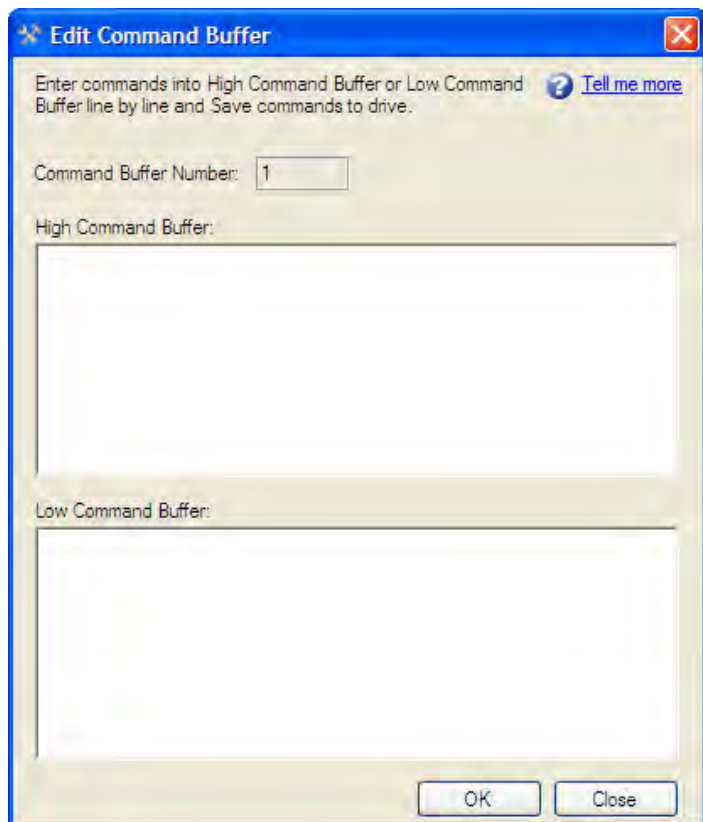 Edit Command Buffer
Enter commands into High Command Buffer or Low Command
Buffer line by line and Save commands to drive.
Tell me more
Command Buffer Number: 1
High Command Buffer:
Low Command Buffer:
OK Close